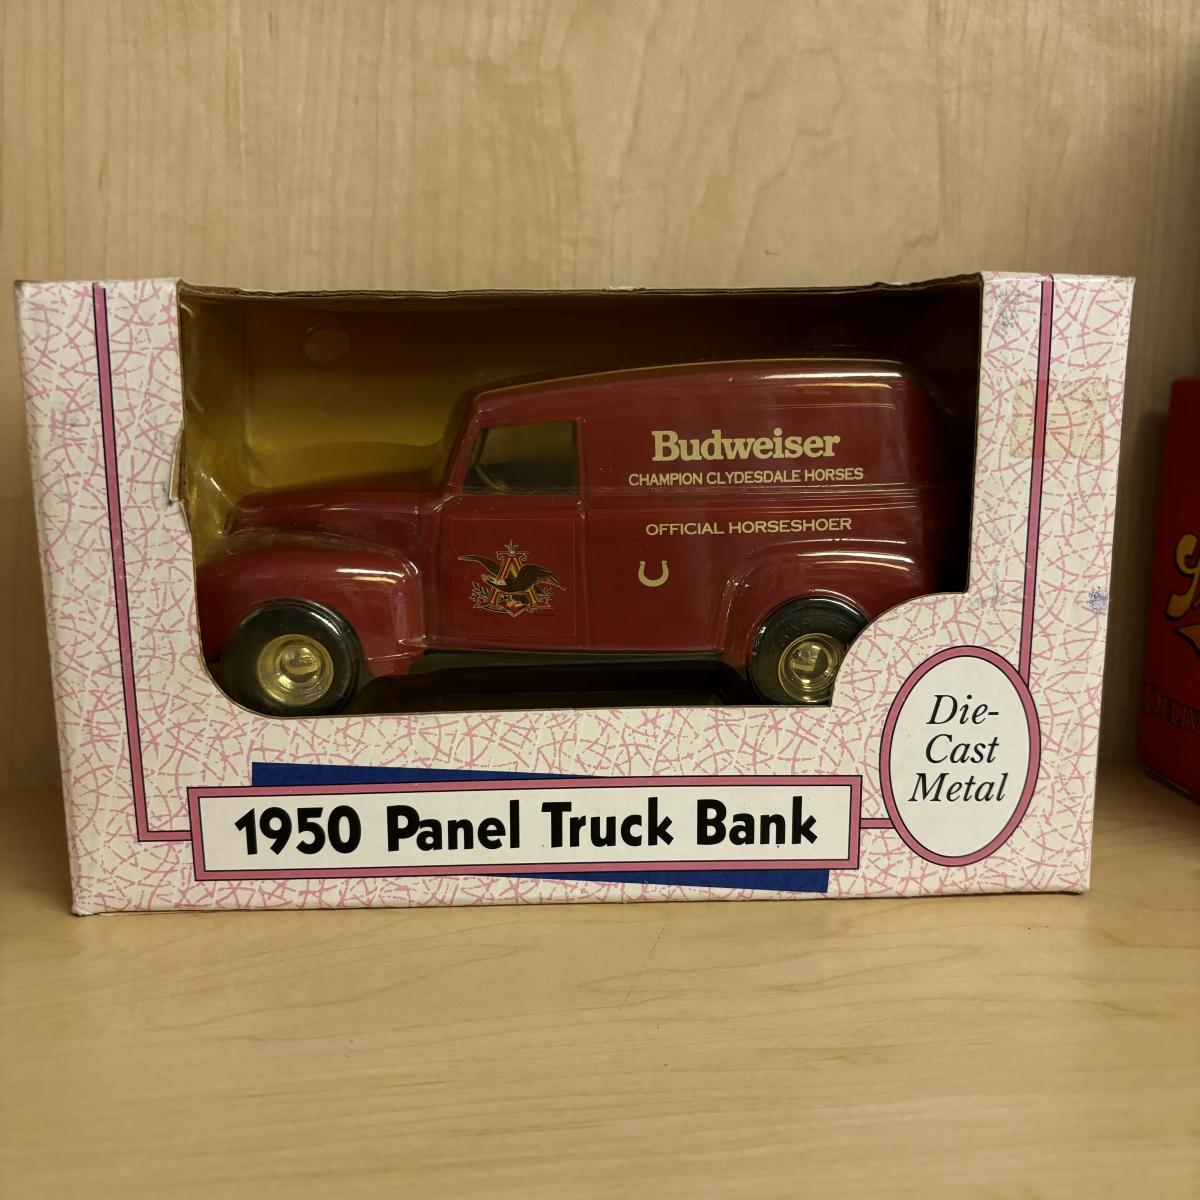 Budweiser
CHAMPION CLYDESDALE HORSES
OFFICIAL HORSESHOER
Die-
Cast
Metal
1950 Panel Truck Bank